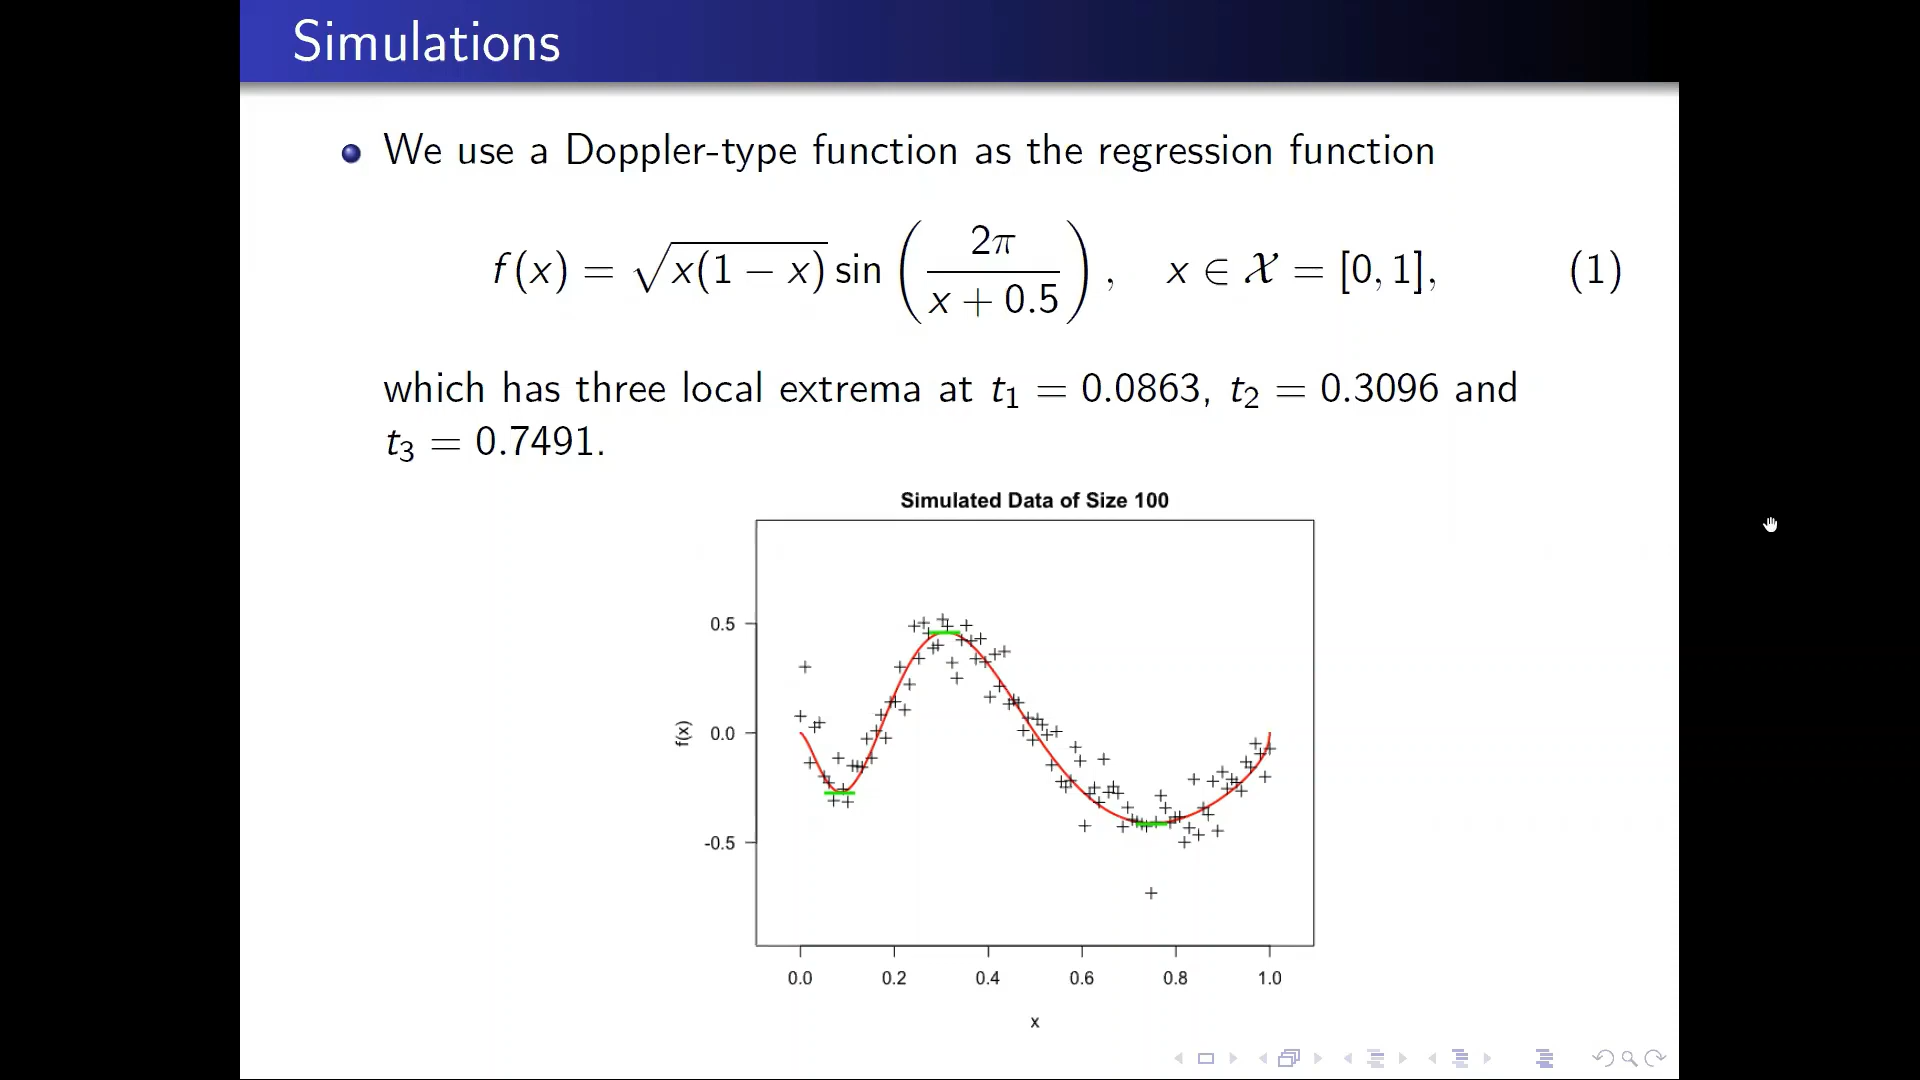 Simulations
We use a Doppler-type function as the regression function
f(x) = √x(1 − x) sin (2π / x + 0.5), x ∈ 𝒳 = [0, 1], (1)
which has three local extrema at t₁ = 0.0863, t₂ = 0.3096 and
t₃ = 0.7491.
Simulated Data of Size 100
0.5
0.0
-0.5
f(x)
0.0 0.2 0.4 0.6 0.8 1.0
x